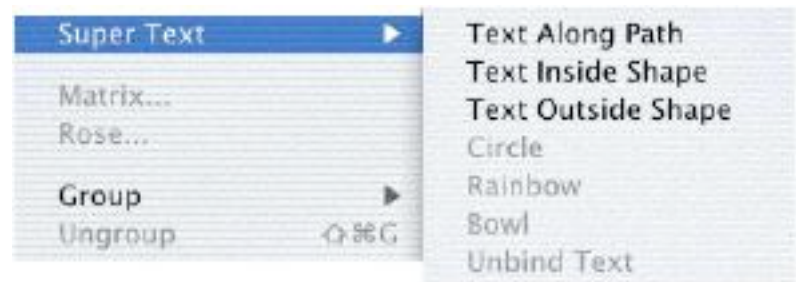 Super Text
Matrix...
Rose...
Group
Ungroup ⇧⌘G
Text Along Path
Text Inside Shape
Text Outside Shape
Circle
Rainbow
Bowl
Unbind Text